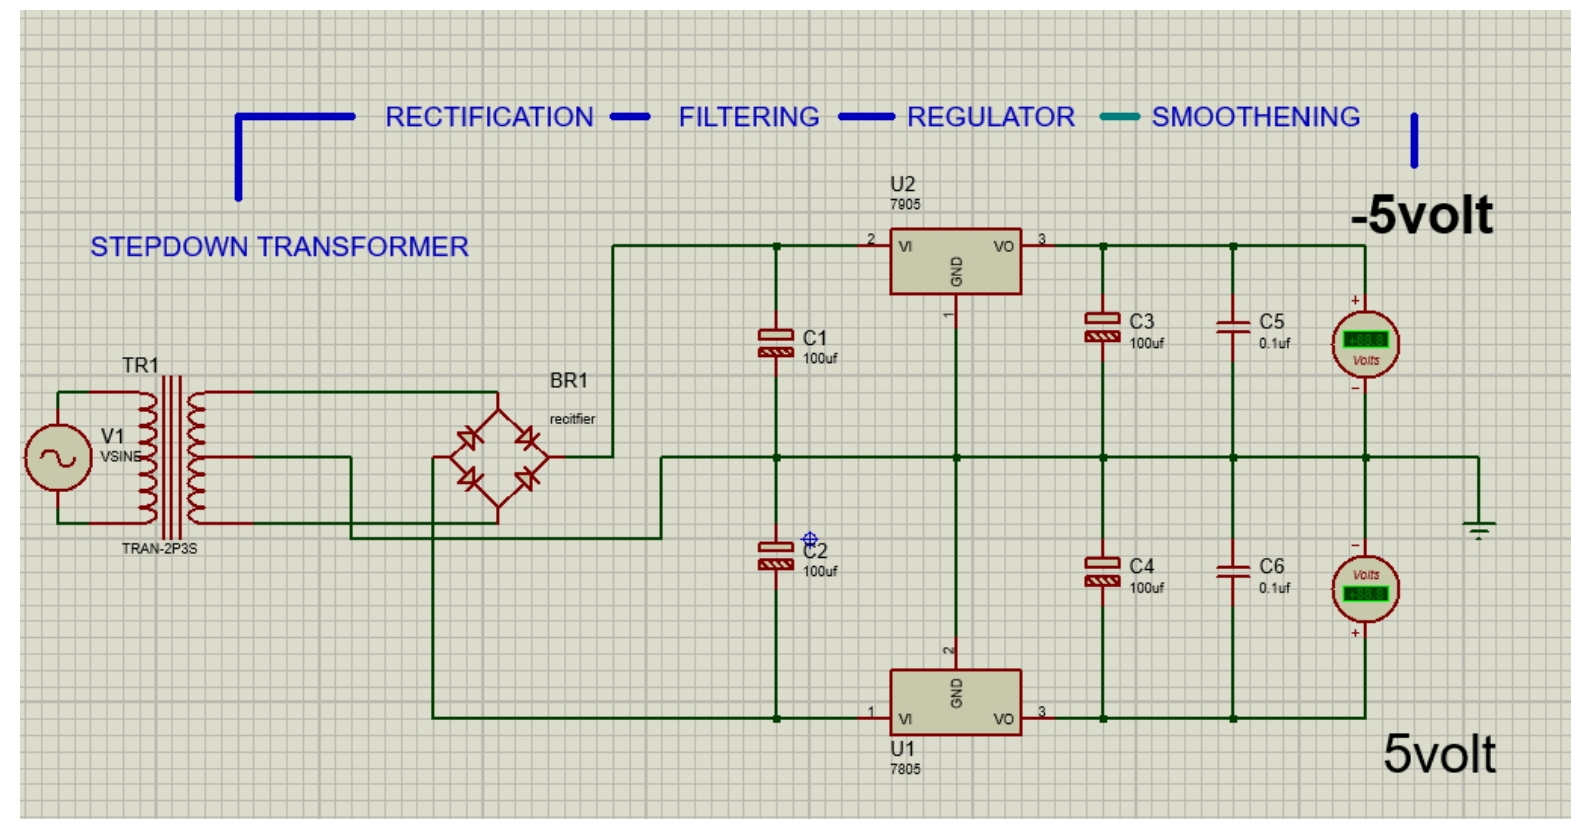 RECTIFICATION FILTERING REGULATOR SMOOTHENING
STEPDOWN TRANSFORMER
-5volt
U2
7905
2 VI VO 3
GND
1
C1
100uf
C3
100uf
C5
0.1uf
+
Volts
-
TR1
BR1
recitfier
V1
VSINE
TRAN-2P3S
C2
100uf
C4
100uf
C6
0.1uf
-
Volts
+
2
GND
1 VI VO 3
U1
7805
5volt